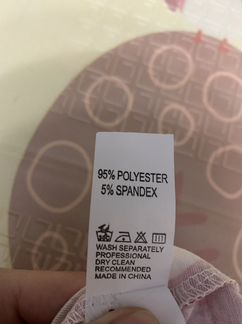 95% POLYESTER
5% SPANDEX
WASH SEPARATELY
PROFESSIONAL
DRY CLEAN
RECOMMENDED
MADE IN CHINA